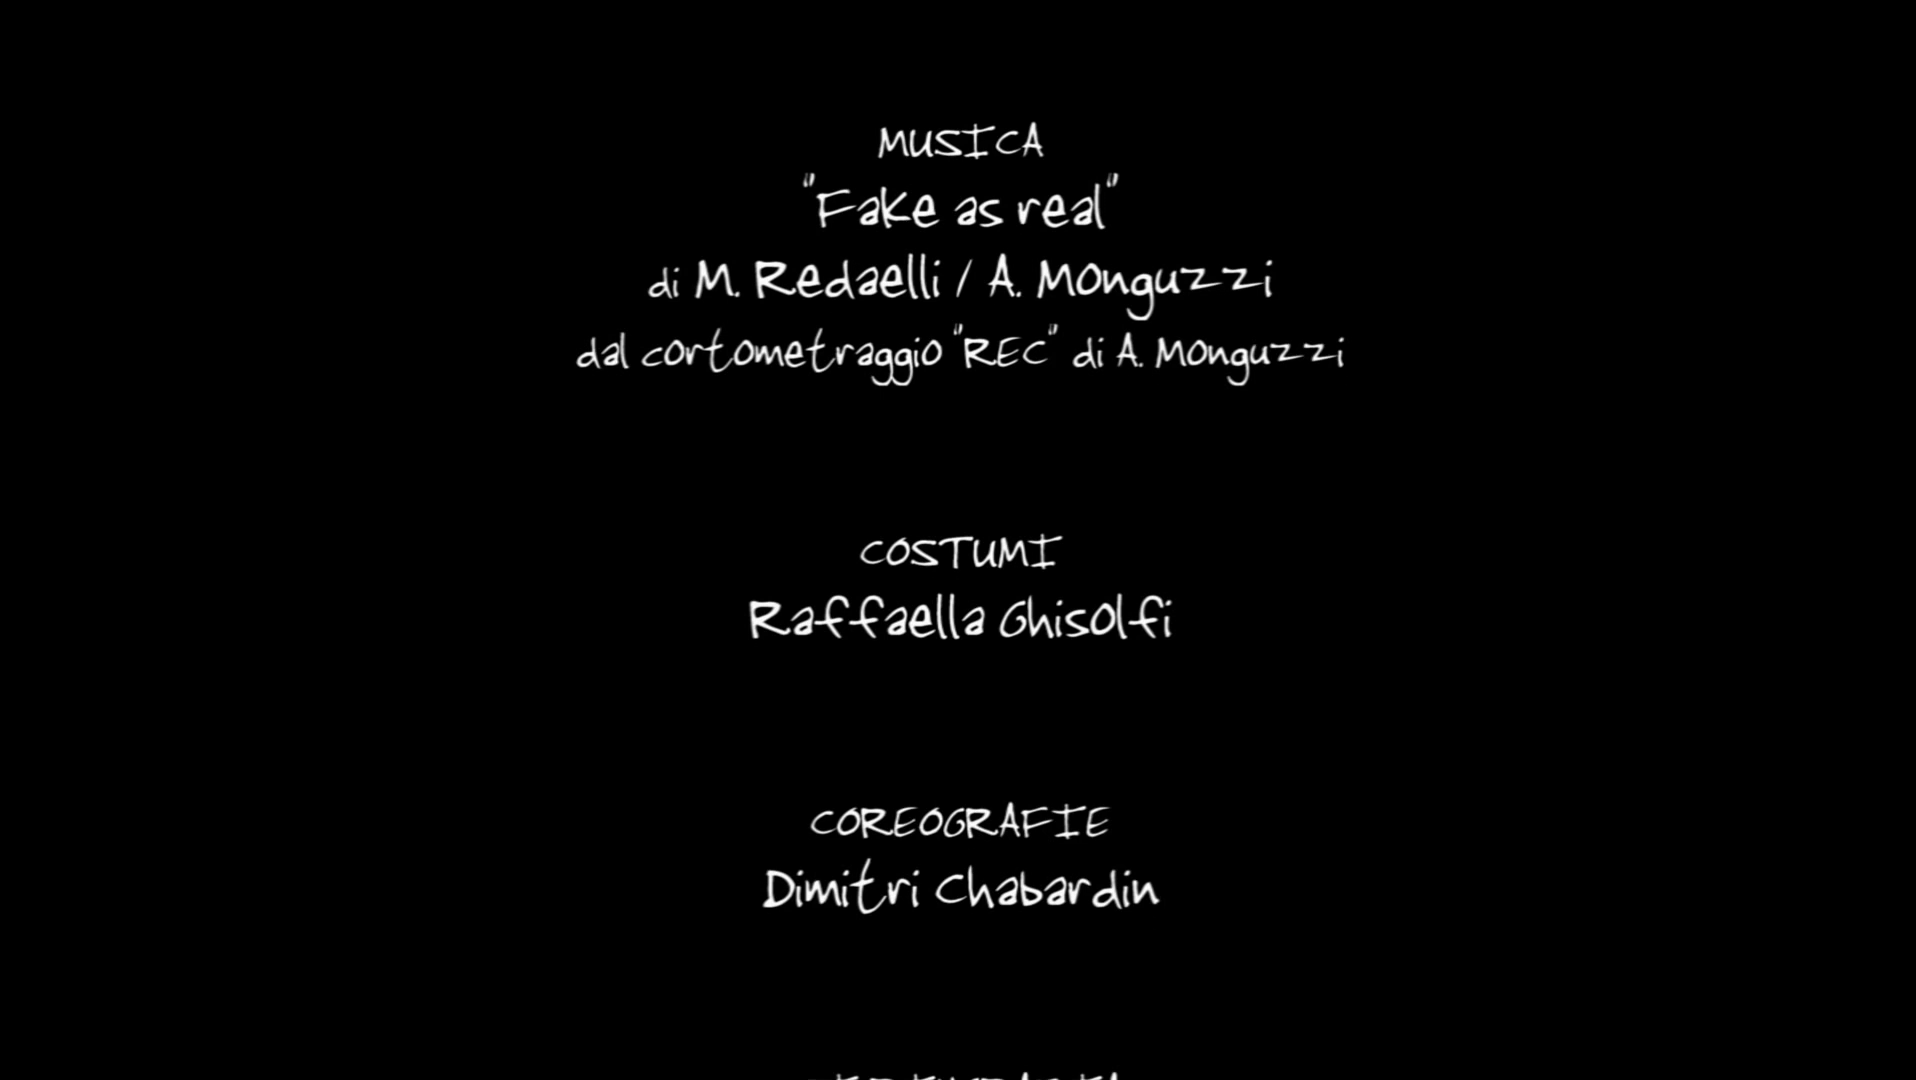 MUSICA
"Fake as real"
di M. Redaelli / A. Monguzzi
dal cortometraggio "REC" di A. Monguzzi
COSTUMI
Raffaella Ghisolfi
COREOGRAFIE
Dimitri Chabardin